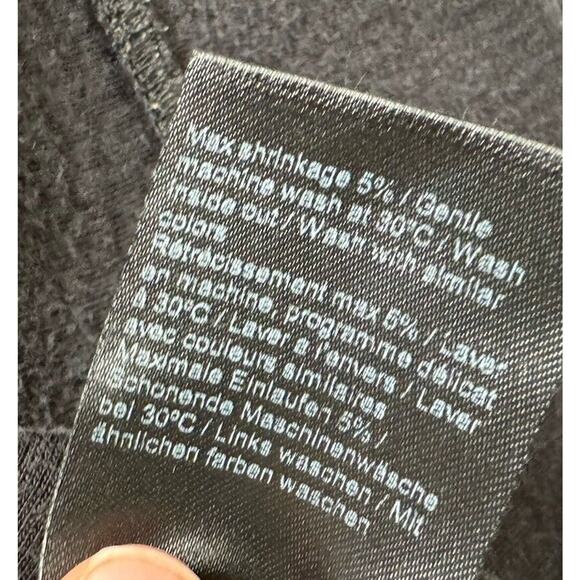 Max shrinkage 5% / Gentle
machine wash at 30°C / Wash
inside out / Wash with similar
colors
Rétrécissement max 5% / Laver
en machine, programme délicat
à 30°C / Laver à l'envers / Laver
avec couleurs similaires
Maximale Einlaufen 5% /
Schonende Maschinenwäsche
bei 30°C / Links waschen / Mit
ähnlichen farben waschen